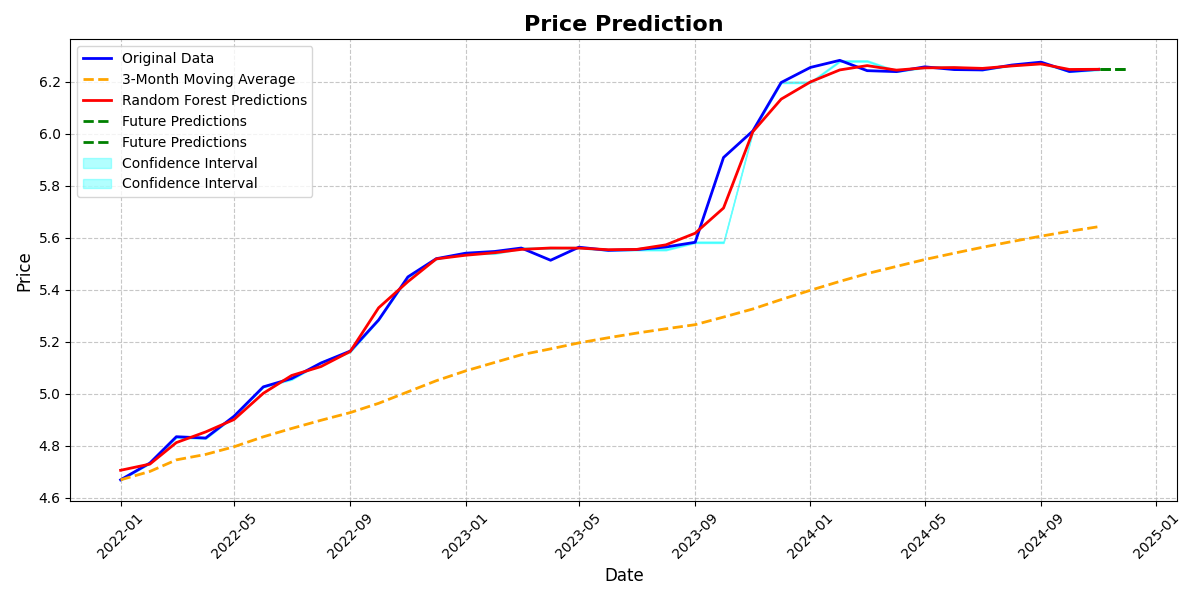 Price Prediction
Original Data
3-Month Moving Average
Random Forest Predictions
Future Predictions
Future Predictions
Confidence Interval
Confidence Interval
Price
6.2
6.0
5.8
5.6
5.4
5.2
5.0
4.8
4.6
2022-01
2022-05
2022-09
2023-01
2023-05
2023-09
2024-01
2024-05
2024-09
2025-01
Date